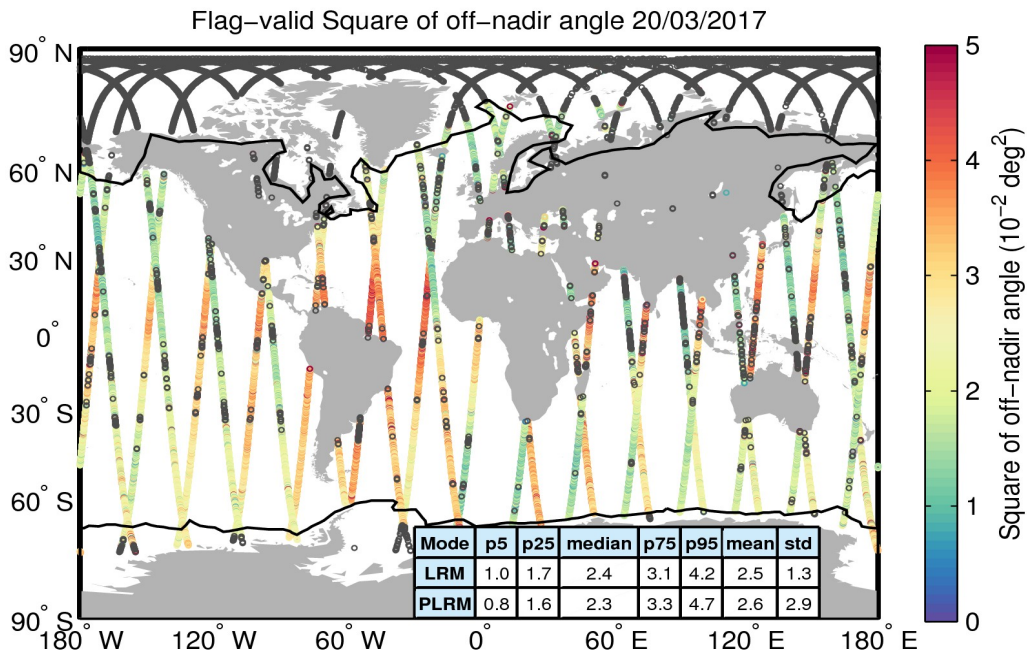 Flag−valid Square of off−nadir angle 20/03/2017
90° N
60° N
30° N
0°
30° S
60° S
90° S
180° W
120° W
60° W
0°
60° E
120° E
180° E
Mode p5 p25 median p75 p95 mean std
LRM 1.0 1.7 2.4 3.1 4.2 2.5 1.3
PLRM 0.8 1.6 2.3 3.3 4.7 2.6 2.9
5
4
3
2
1
0
Square of off−nadir angle (10⁻² deg²)